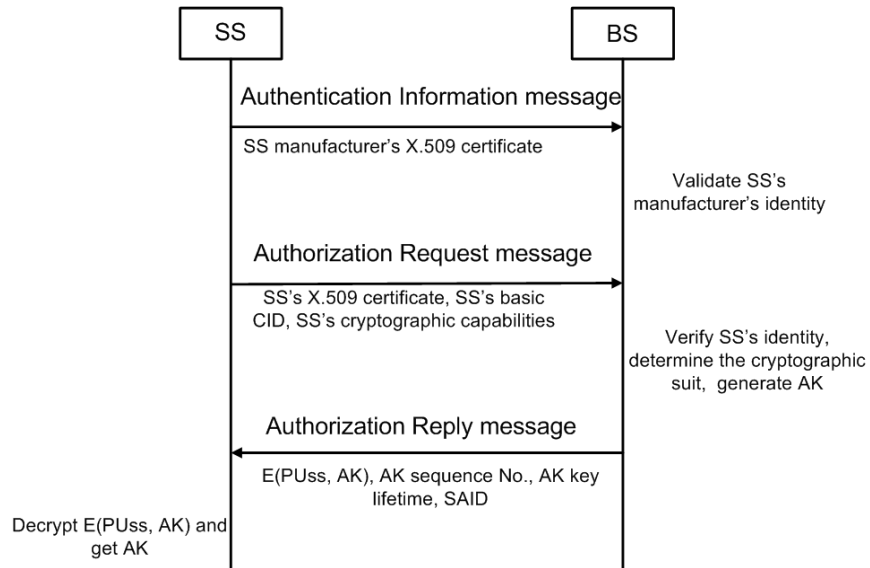 SS
BS
Authentication Information message
SS manufacturer's X.509 certificate
Validate SS's
manufacturer's identity
Authorization Request message
SS's X.509 certificate, SS's basic
CID, SS's cryptographic capabilities
Verify SS's identity,
determine the cryptographic
suit, generate AK
Authorization Reply message
E(PUss, AK), AK sequence No., AK key
lifetime, SAID
Decrypt E(PUss, AK) and
get AK